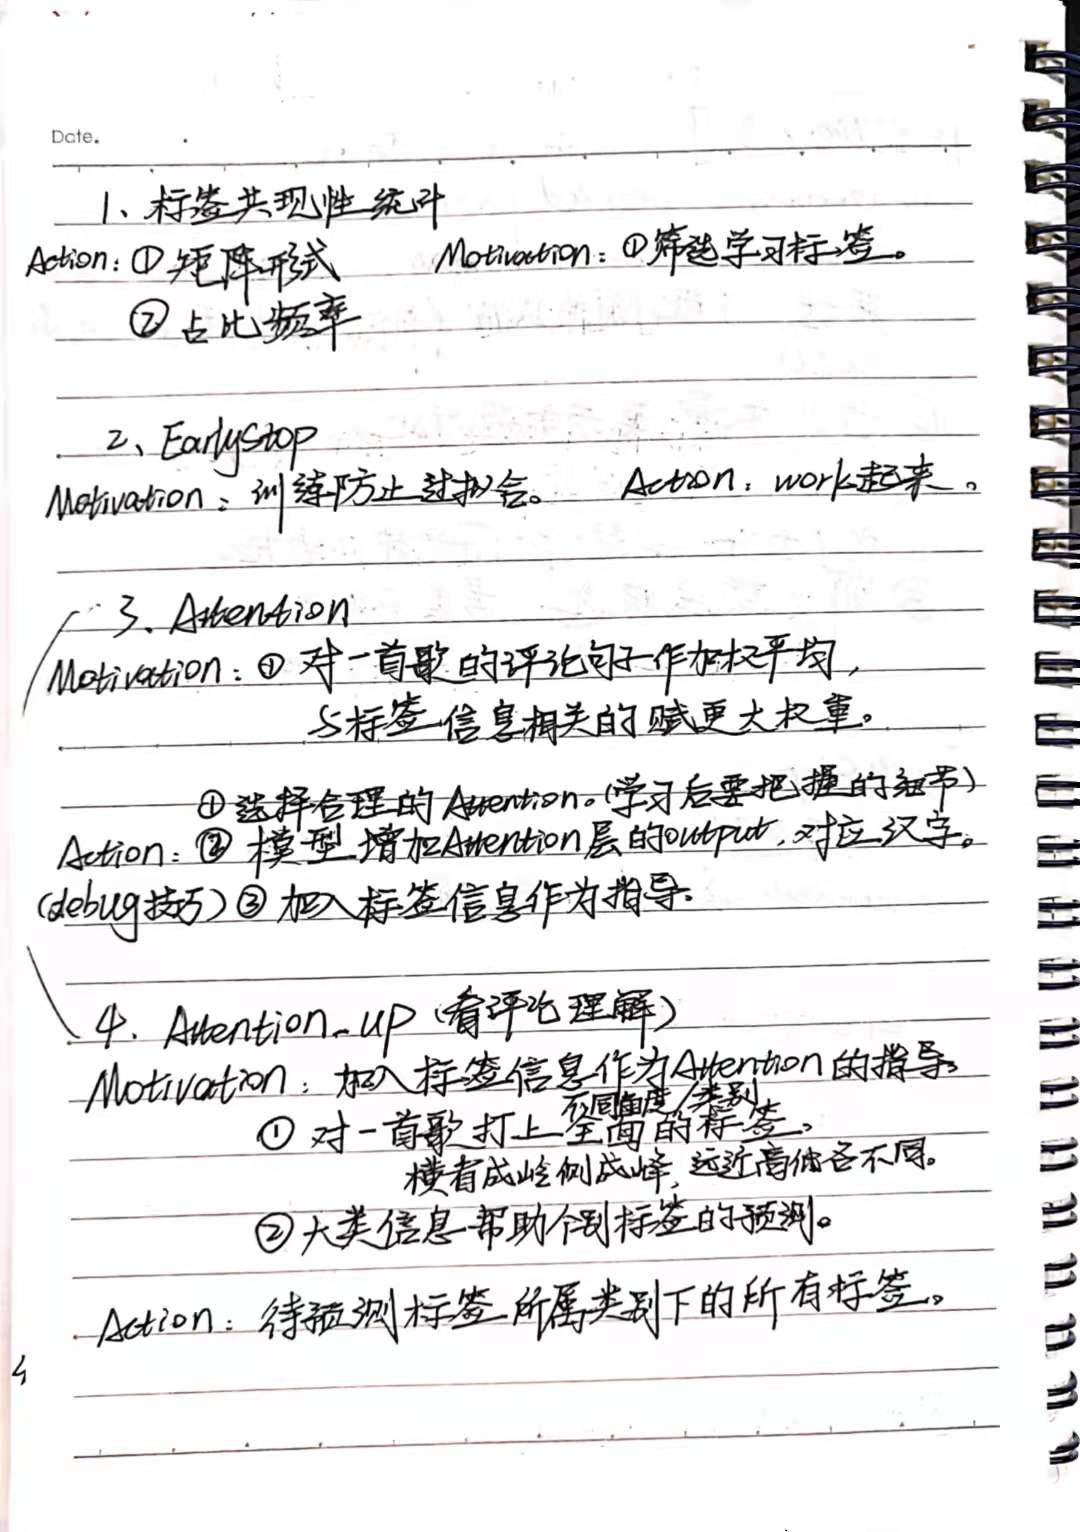 Date.
1、标签共现性统计
Action: ① 矩阵形式 Motivation: ①筛选学习标签。
② 占比频率
2、EarlyStop
Motivation: 训练防止过拟合。 Action: work起来。
3、Attention
Motivation: ① 对一首歌的评论句子作加权平均,
与标签信息相关的赋更大权重。
①选择合理的Attention。(学习后要把握的细节)
Action: ② 模型增加Attention层的output,对应汉字。
(debug技巧) ③ 加入标签信息作为指导.
4. Attention-up (看评论理解)
Motivation: 加入标签信息作为Attention的指导.
不同角度/类别
① 对一首歌打上全面的标签。
横看成岭侧成峰, 远近高低各不同。
②大类信息帮助个别标签的预测。
Action: 待预测标签所属类别下的所有标签。